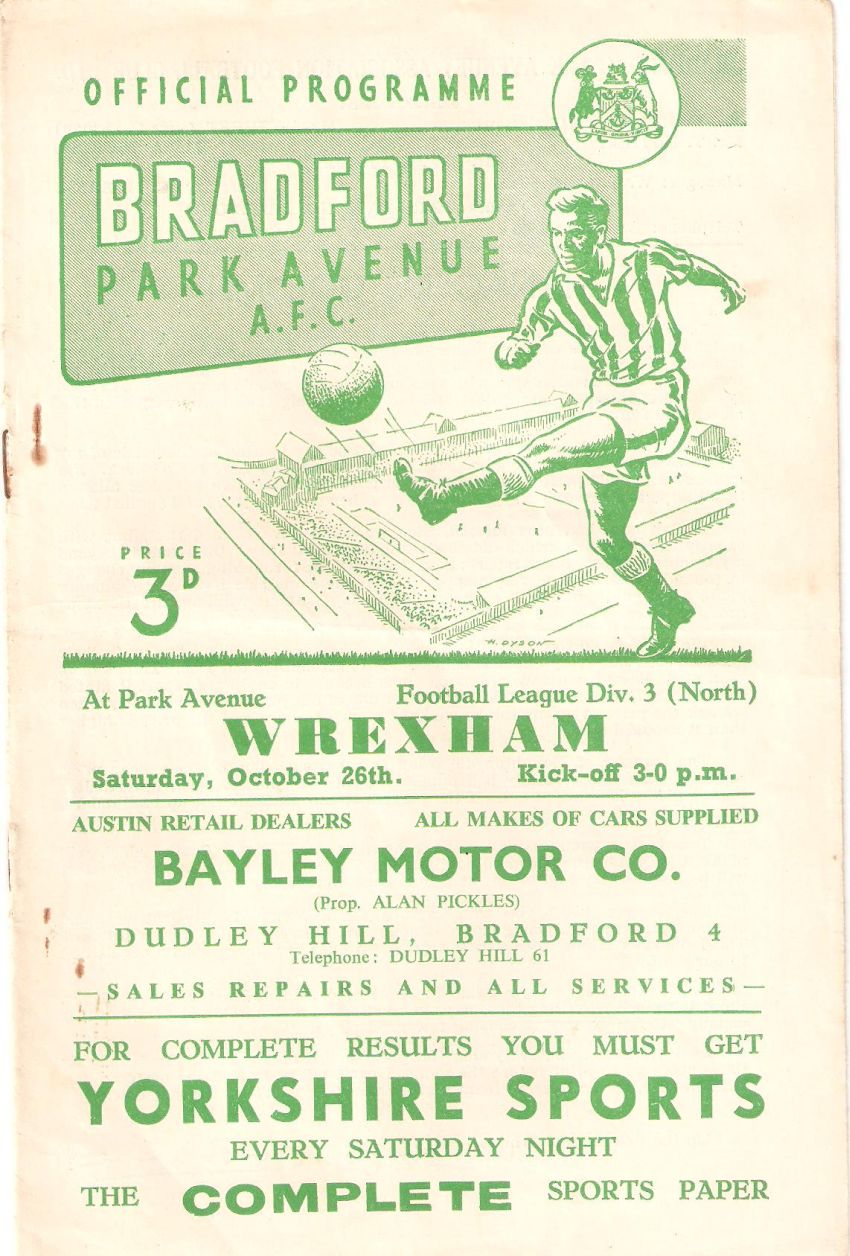 OFFICIAL PROGRAMME
BRADFORD
PARK AVENUE
A.F.C.
PRICE
3D
H. DYSON
At Park Avenue Football League Div. 3 (North)
WREXHAM
Saturday, October 26th. Kick-off 3-0 p.m.
AUSTIN RETAIL DEALERS ALL MAKES OF CARS SUPPLIED
BAYLEY MOTOR CO.
(Prop. ALAN PICKLES)
DUDLEY HILL, BRADFORD 4
Telephone: DUDLEY HILL 61
—SALES REPAIRS AND ALL SERVICES—
FOR COMPLETE RESULTS YOU MUST GET
YORKSHIRE SPORTS
EVERY SATURDAY NIGHT
THE COMPLETE SPORTS PAPER